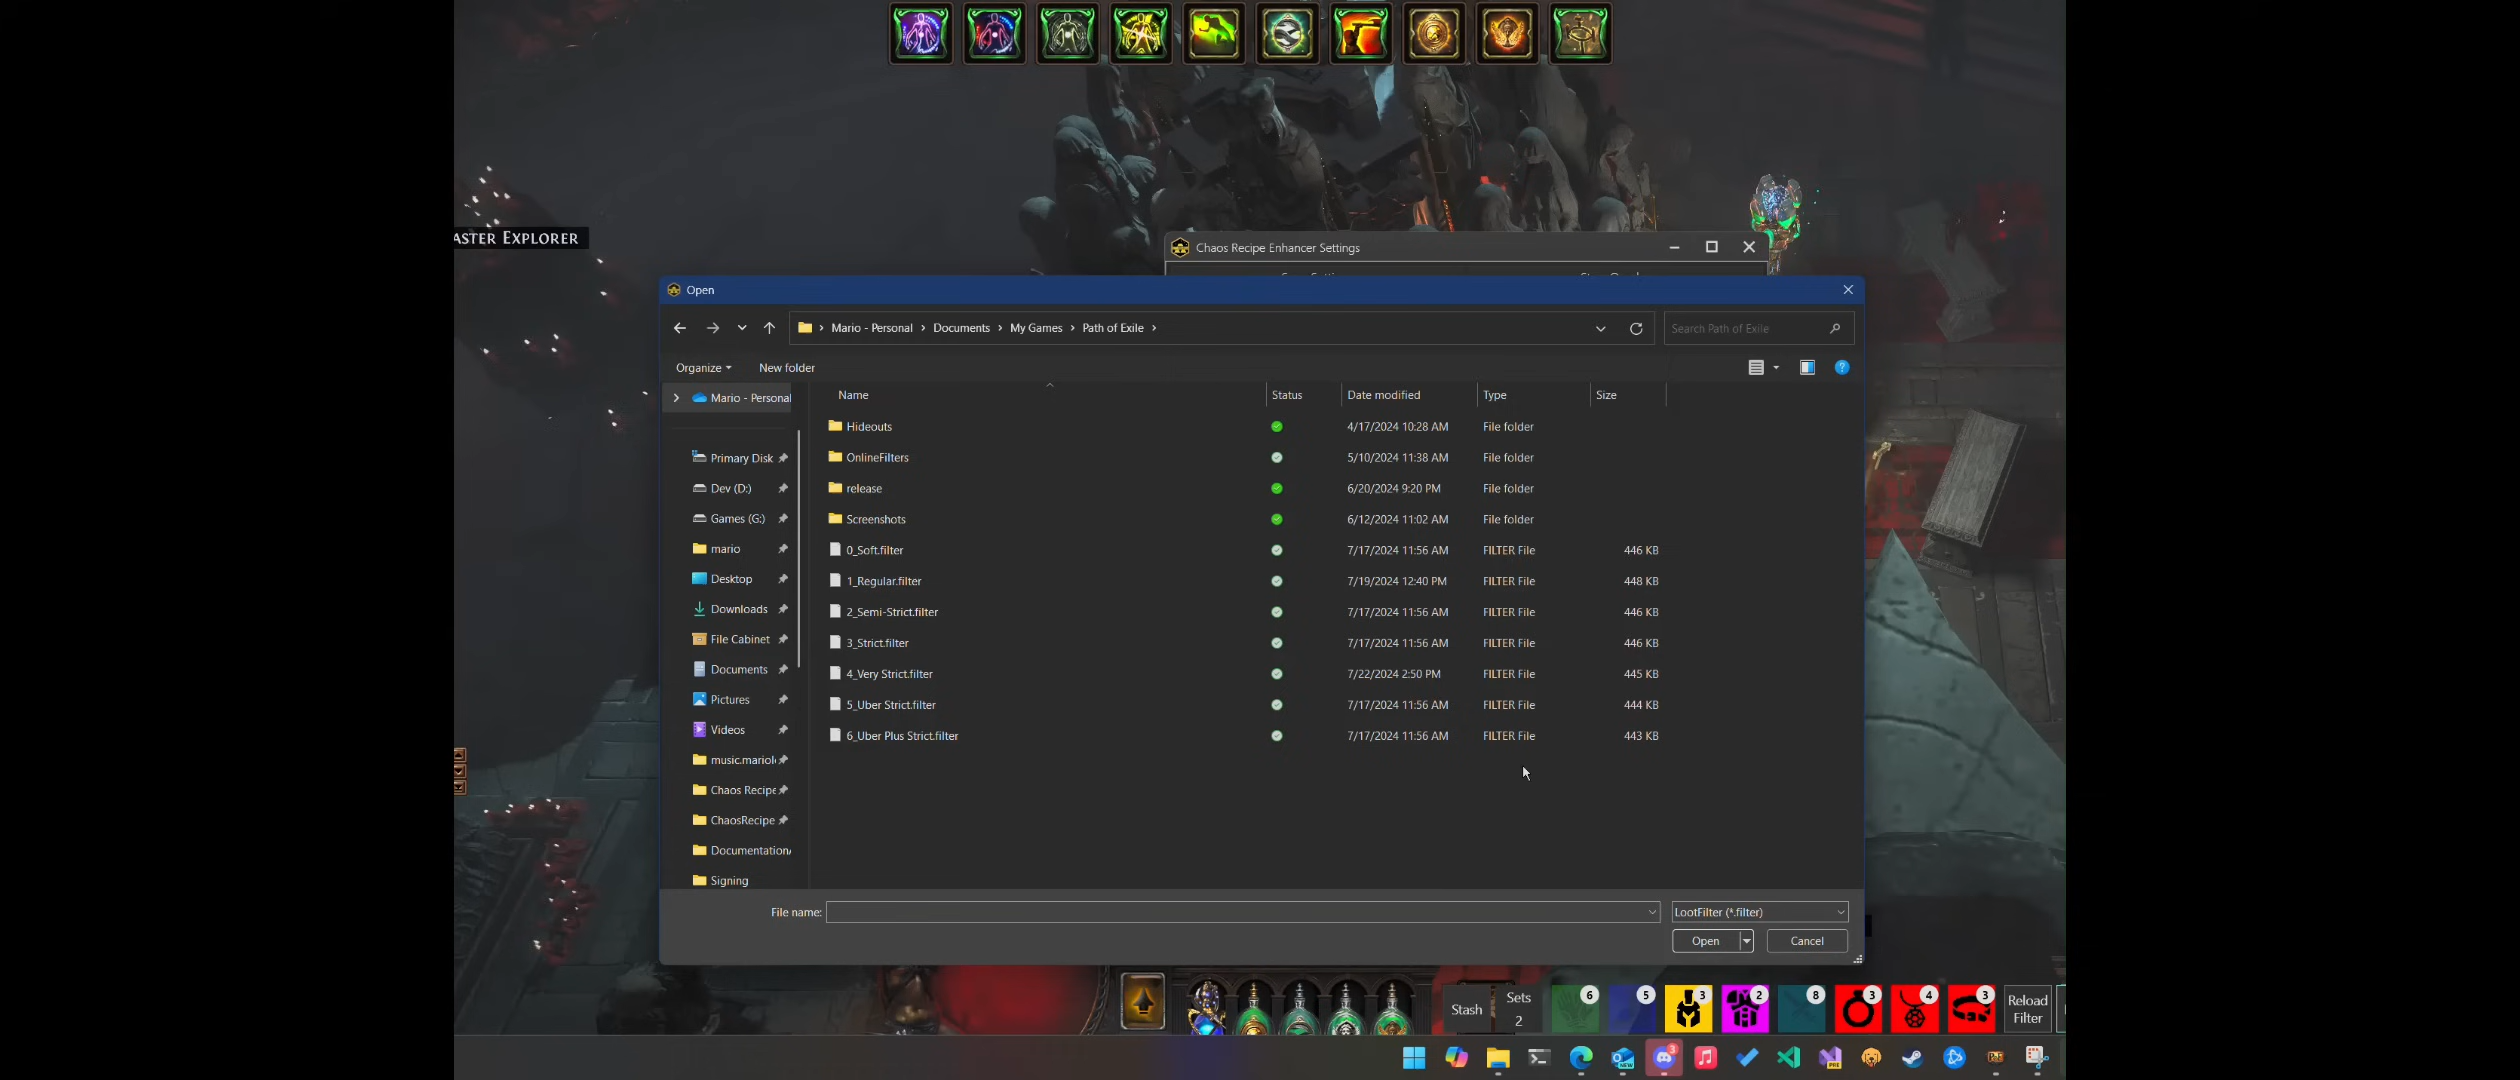 ASTER EXPLORER
Chaos Recipe Enhancer Settings
Open
Mario - Personal > Documents > My Games > Path of Exile >
Search Path of Exile
Organize
New folder
Name Status Date modified Type Size
Mario - Personal
Primary Disk
Dev (D:)
Games (G:)
mario
Desktop
Downloads
File Cabinet
Documents
Pictures
Videos
music.mariol
Chaos Recipe
ChaosRecipe
Documentation
Signing
Hideouts 4/17/2024 10:28 AM File folder
OnlineFilters 5/10/2024 11:38 AM File folder
release 6/20/2024 9:20 PM File folder
Screenshots 6/12/2024 11:02 AM File folder
0_Soft.filter 7/17/2024 11:56 AM FILTER File 446 KB
1_Regular.filter 7/19/2024 12:40 PM FILTER File 448 KB
2_Semi-Strict.filter 7/17/2024 11:56 AM FILTER File 446 KB
3_Strict.filter 7/17/2024 11:56 AM FILTER File 446 KB
4_Very Strict.filter 7/22/2024 2:50 PM FILTER File 445 KB
5_Uber Strict.filter 7/17/2024 11:56 AM FILTER File 444 KB
6_Uber Plus Strict.filter 7/17/2024 11:56 AM FILTER File 443 KB
File name:
LootFilter (*.filter)
Open
Cancel
Stash
Sets
2
6 5 3 2 8 3 4 3
Reload
Filter
NEW
3
PRE
PoE